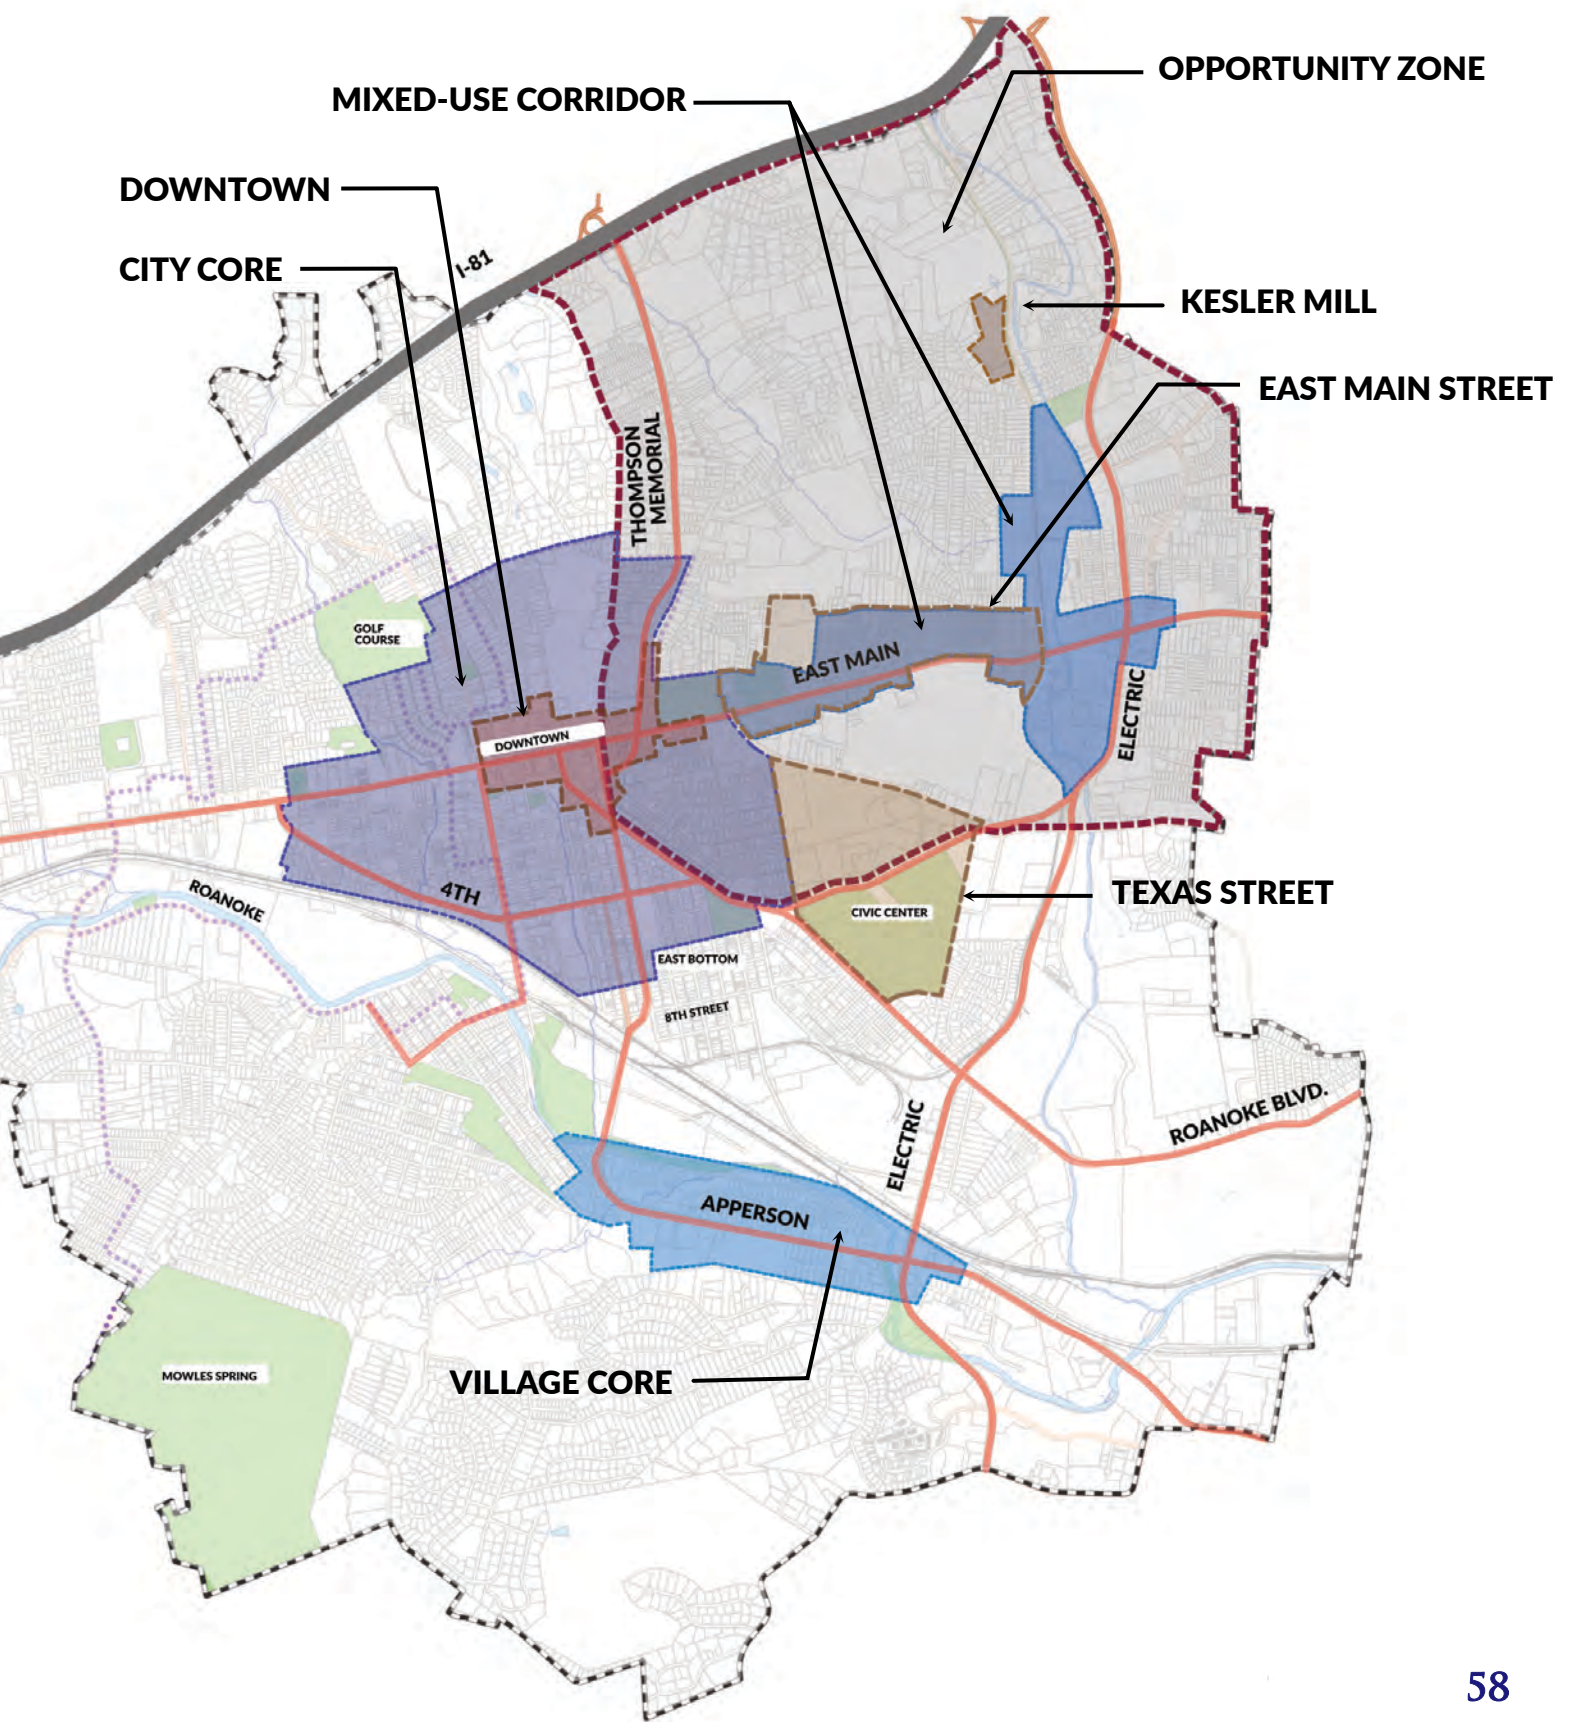 OPPORTUNITY ZONE
MIXED-USE CORRIDOR
DOWNTOWN
CITY CORE
I-81
KESLER MILL
EAST MAIN STREET
THOMPSON
MEMORIAL
GOLF
COURSE
EAST MAIN
ELECTRIC
DOWNTOWN
4TH
ROANOKE
TEXAS STREET
CIVIC CENTER
EAST BOTTOM
8TH STREET
ELECTRIC
ROANOKE BLVD.
APPERSON
MOWLES SPRING
VILLAGE CORE
58